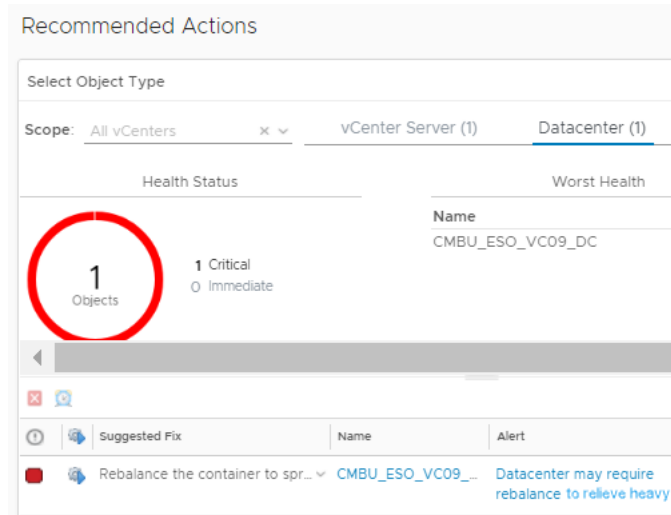 Recommended Actions
Select Object Type
Scope: All vCenters vCenter Server (1) Datacenter (1)
Health Status Worst Health
Name
CMBU_ESO_VC09_DC
1 Critical
1
0 Immediate
Objects
Suggested Fix Name Alert
Rebalance the container to spr... CMBU_ESO_VC09_... Datacenter may require
rebalance to relieve heavy